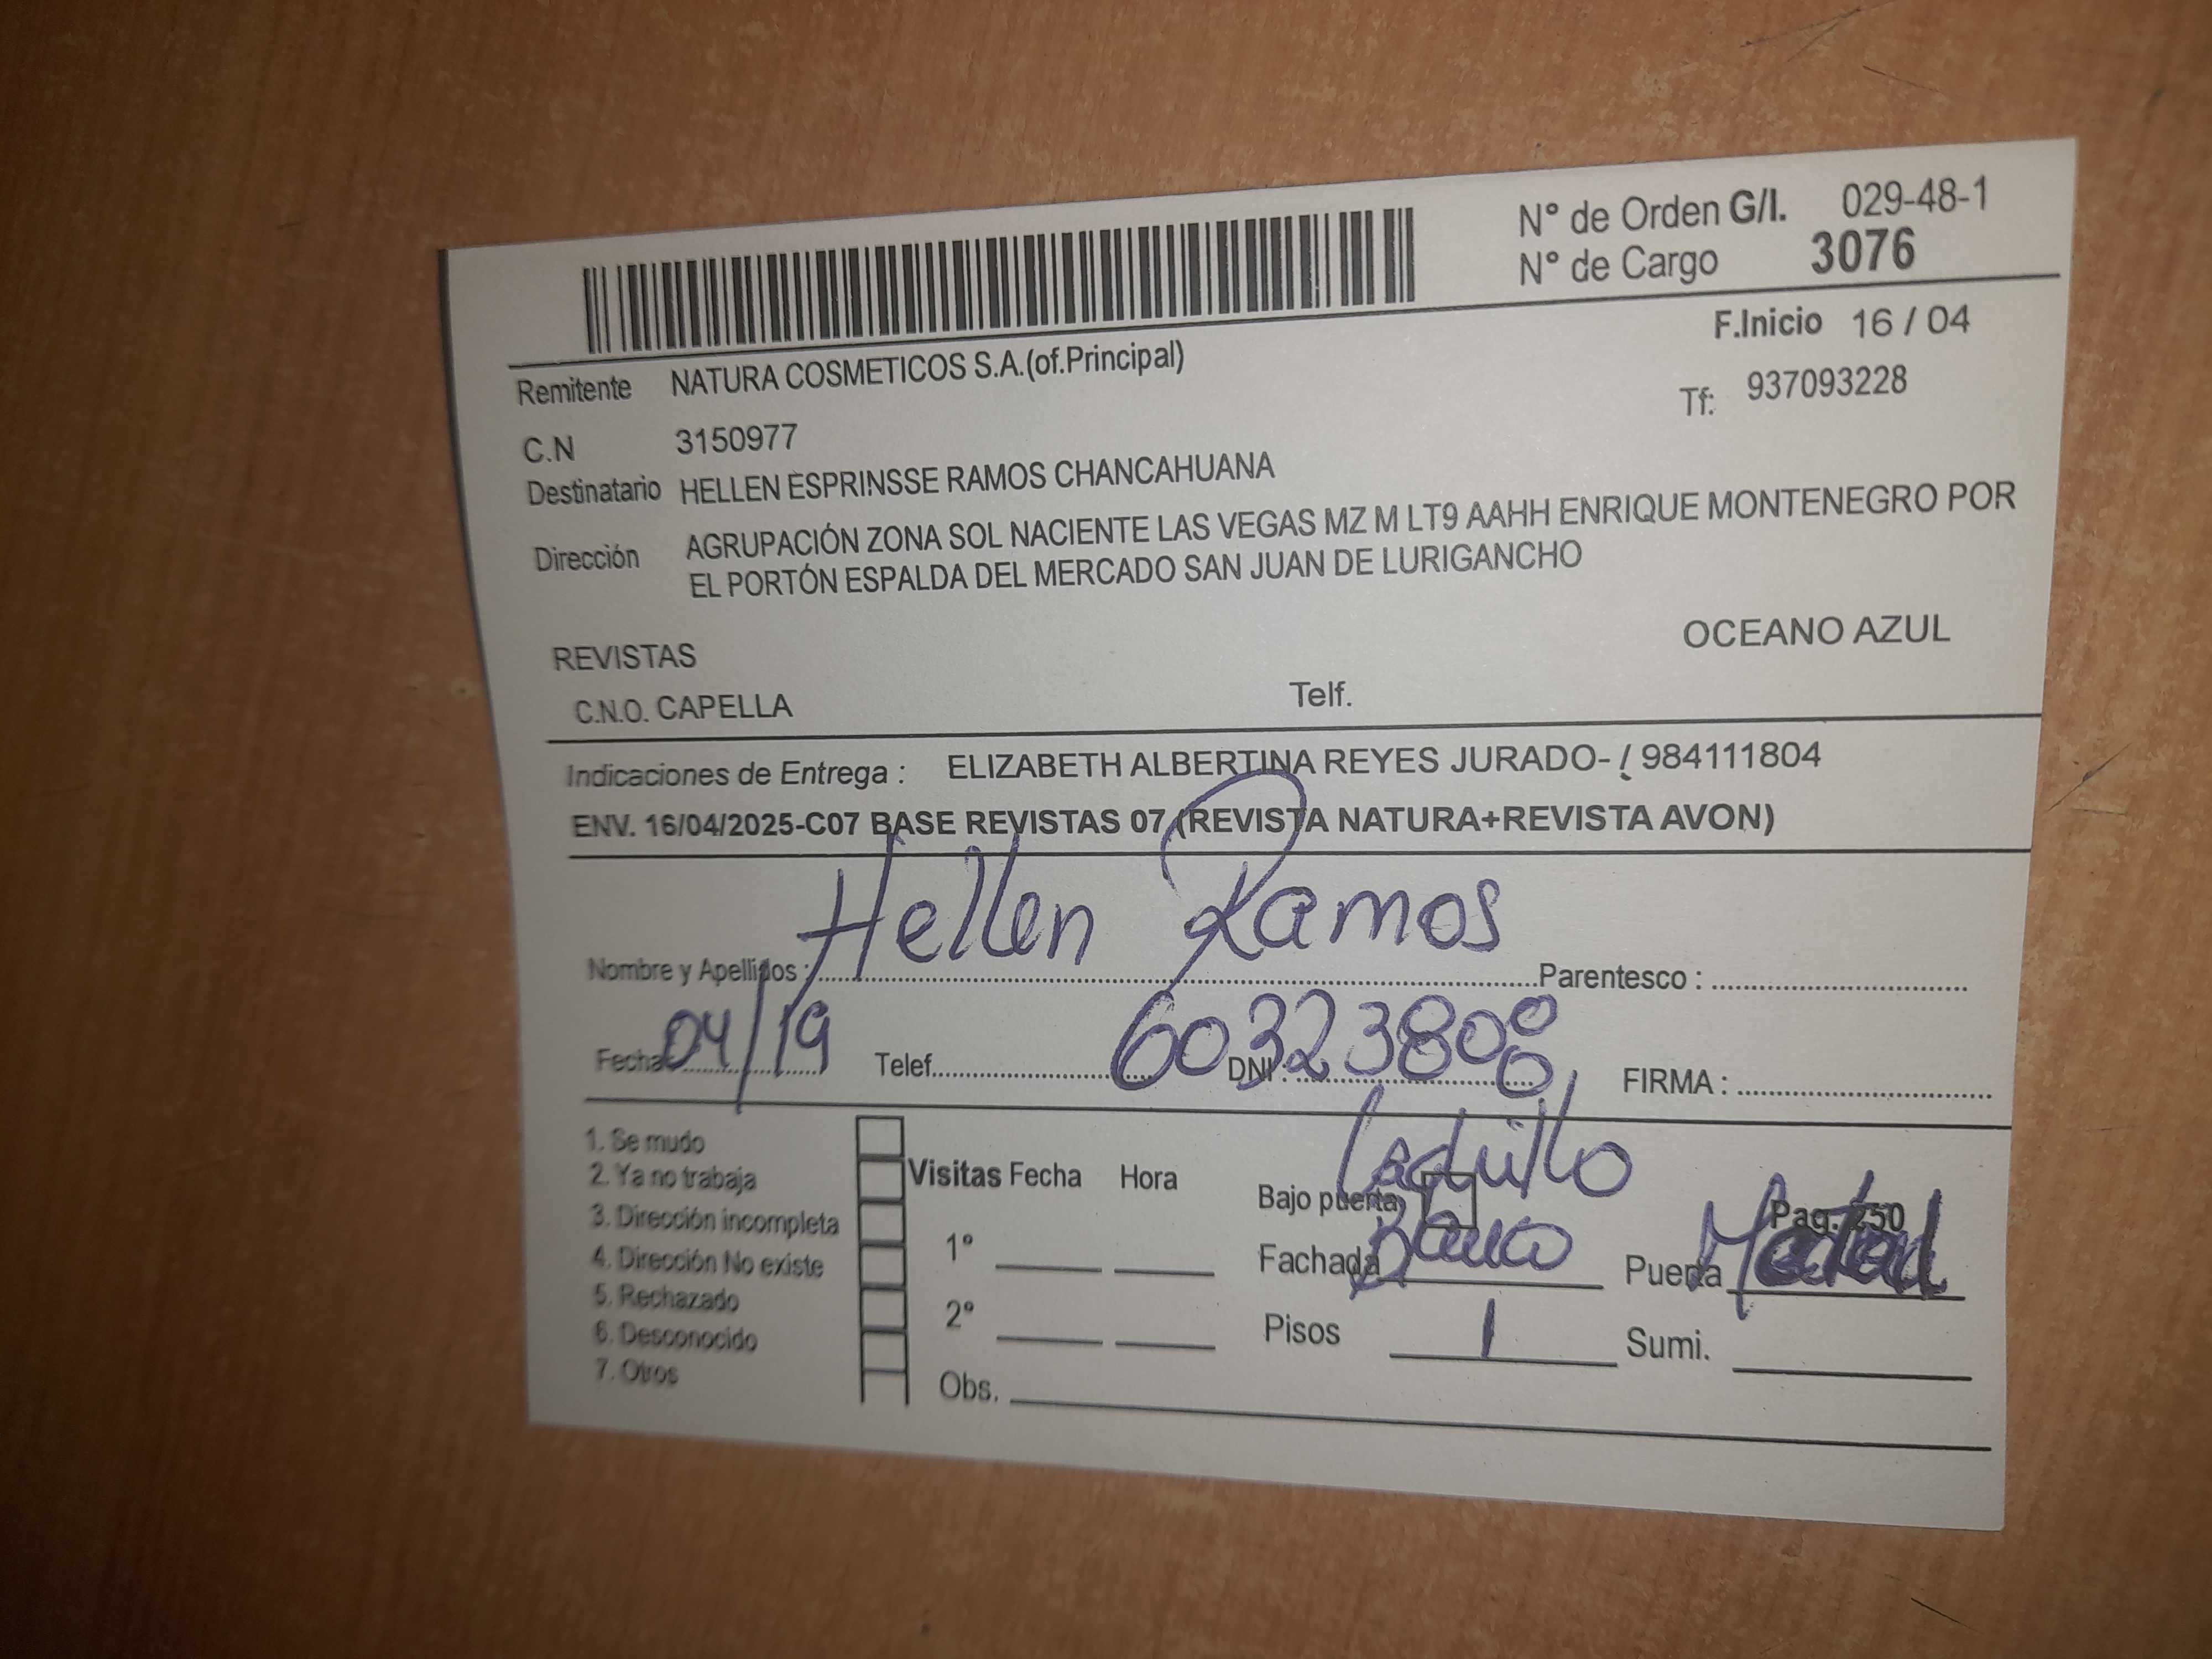 N° de Orden G/I. 029-48-1
N° de Cargo 3076
F.Inicio 16 / 04
Remitente NATURA COSMETICOS S.A.(of.Principal)
Tf: 937093228
C.N 3150977
Destinatario HELLEN ESPRINSSE RAMOS CHANCAHUANA
Dirección AGRUPACIÓN ZONA SOL NACIENTE LAS VEGAS MZ M LT9 AAHH ENRIQUE MONTENEGRO POR
EL PORTÓN ESPALDA DEL MERCADO SAN JUAN DE LURIGANCHO
REVISTAS OCEANO AZUL
C.N.O. CAPELLA Telf.
Indicaciones de Entrega : ELIZABETH ALBERTINA REYES JURADO- / 984111804
ENV. 16/04/2025-C07 BASE REVISTAS 07 (REVISTA NATURA+REVISTA AVON)
Nombre y Apellidos : Hellen Ramos Parentesco :
Fecha 04/19 Telef. DNI : FIRMA :
1. Se mudo
2. Ya no trabaja
3. Dirección incompleta
4. Dirección No existe
5. Rechazado
6. Desconocido
7. Otros
Visitas Fecha Hora
1°
2°
Obs.
Ladrillo
Bajo puerta Pag. 250
Fachada Blanco Puerta Metal
Pisos 1 Sumi.